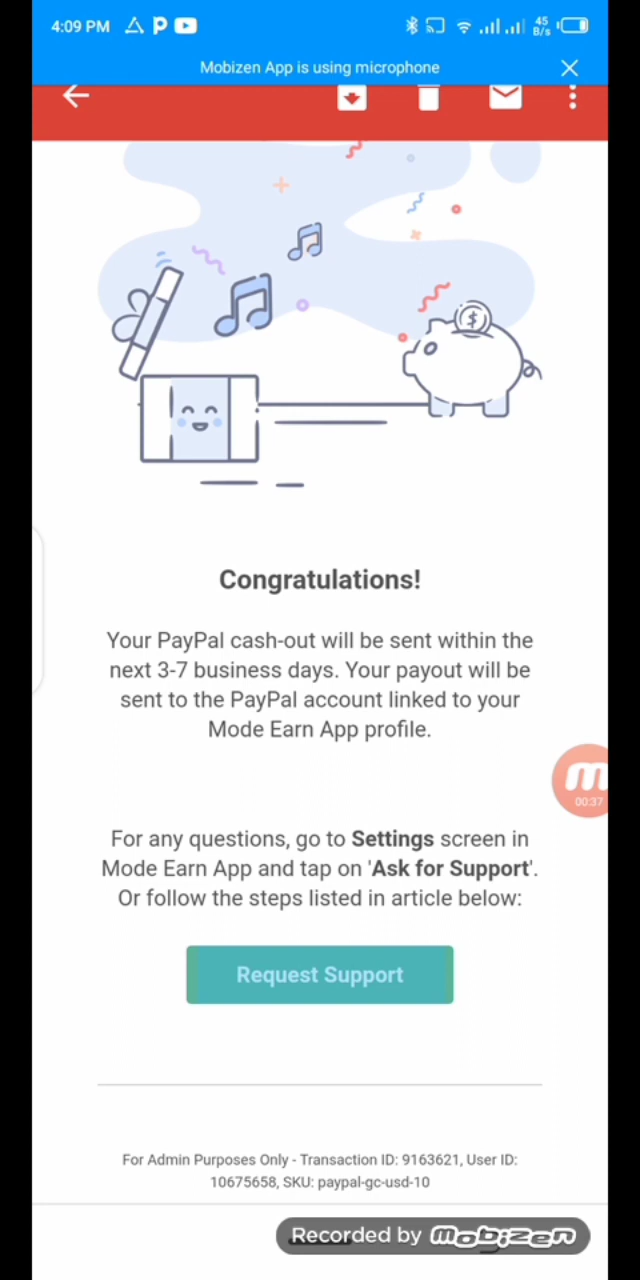 4:09 PM
45
B/s
Mobizen App is using microphone
$
Congratulations!
Your PayPal cash-out will be sent within the
next 3-7 business days. Your payout will be
sent to the PayPal account linked to your
Mode Earn App profile.
m
00:37
For any questions, go to Settings screen in
Mode Earn App and tap on 'Ask for Support'.
Or follow the steps listed in article below:
Request Support
For Admin Purposes Only - Transaction ID: 9163621, User ID:
10675658, SKU: paypal-gc-usd-10
Recorded by mobizen